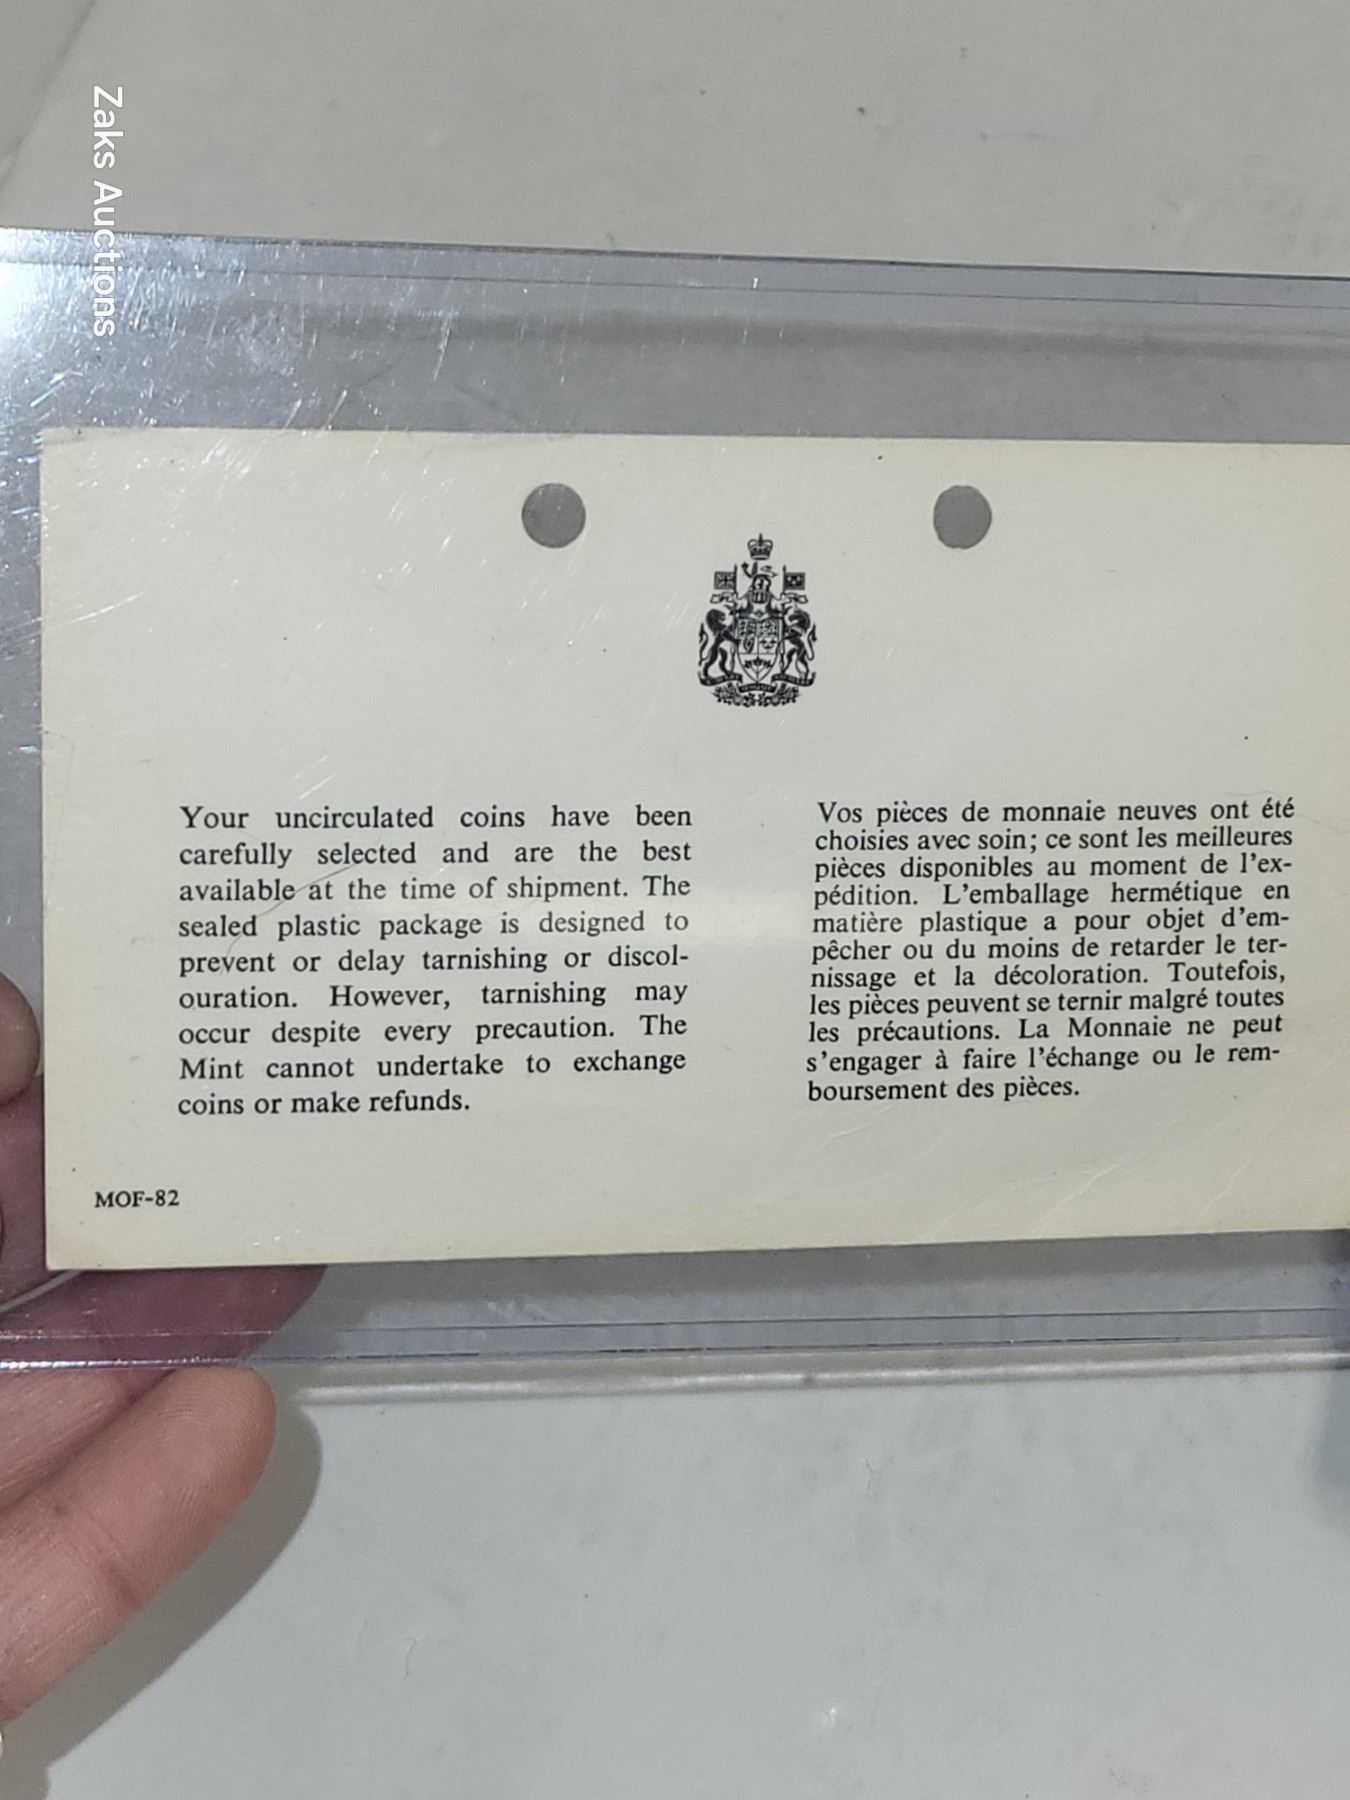 Zaks Auctions
Your uncirculated coins have been
carefully selected and are the best
available at the time of shipment. The
sealed plastic package is designed to
prevent or delay tarnishing or discol-
ouration. However, tarnishing may
occur despite every precaution. The
Mint cannot undertake to exchange
coins or make refunds.
Vos pièces de monnaie neuves ont été
choisies avec soin; ce sont les meilleures
pièces disponibles au moment de l'ex-
pédition. L'emballage hermétique en
matière plastique a pour objet d'em-
pêcher ou du moins de retarder le ter-
nissage et la décoloration. Toutefois,
les pièces peuvent se ternir malgré toutes
les précautions. La Monnaie ne peut
s'engager à faire l'échange ou le rem-
boursement des pièces.
MOF-82